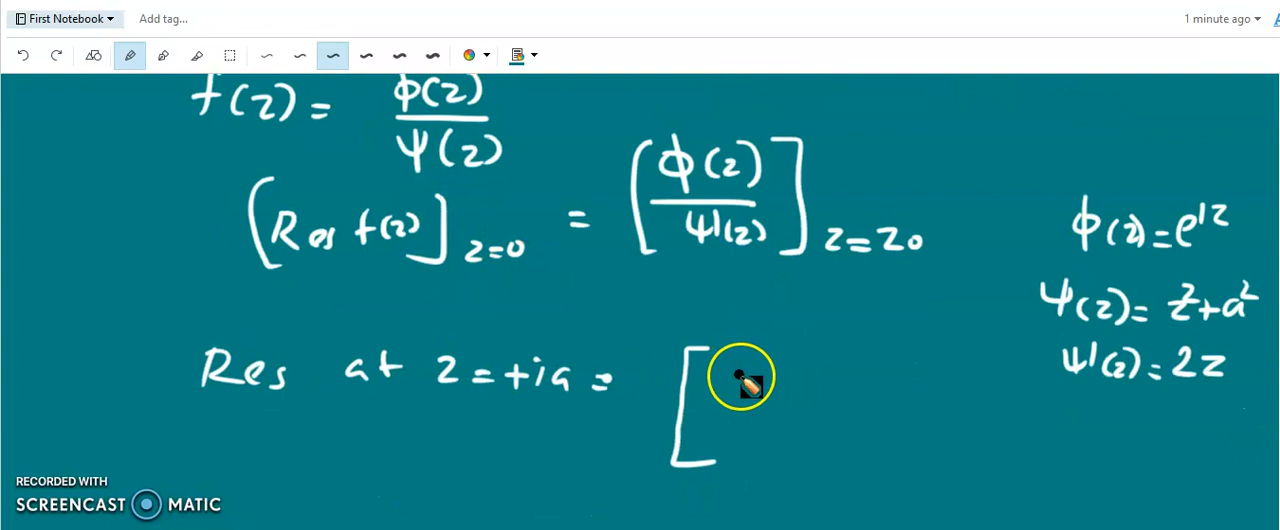 First Notebook
Add tag...
1 minute ago
f(z) = ϕ(z) / ψ(z)
[Res f(z)] z=0 = [ϕ(z) / ψ'(z)] z=z0
ϕ(z) = e^iz
ψ(z) = z+a²
ψ'(z) = 2z
Res at z = +ia = [
RECORDED WITH
SCREENCAST MATIC